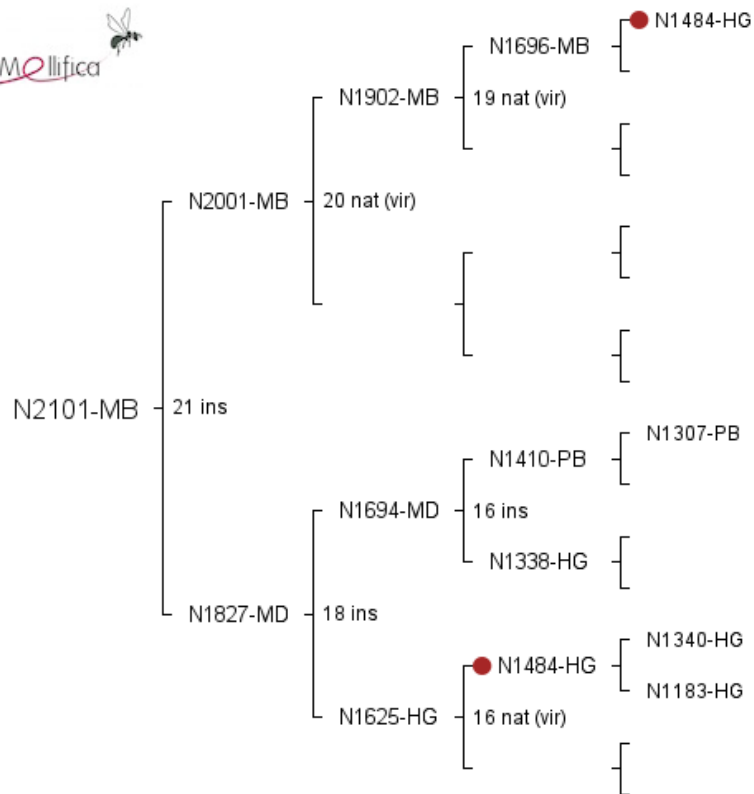 N1484-HG
N1696-MB
Mellifica
N1902-MB
19 nat (vir)
N2001-MB
20 nat (vir)
N2101-MB
21 ins
N1410-PB
N1307-PB
N1694-MD
16 ins
N1338-HG
N1827-MD
18 ins
N1484-HG
N1340-HG
N1183-HG
N1625-HG
16 nat (vir)